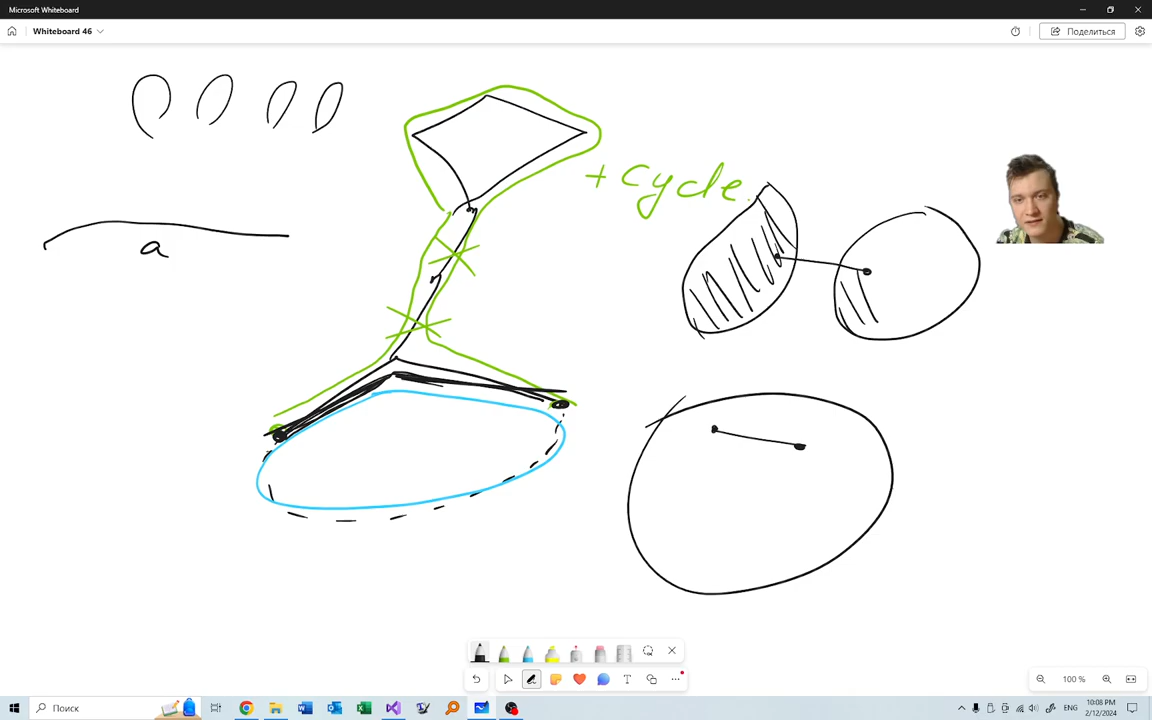 Microsoft Whiteboard
Whiteboard 46
Поделиться
+ cycle.
a
100 %
Поиск
ENG
10:08 PM
2/12/2024